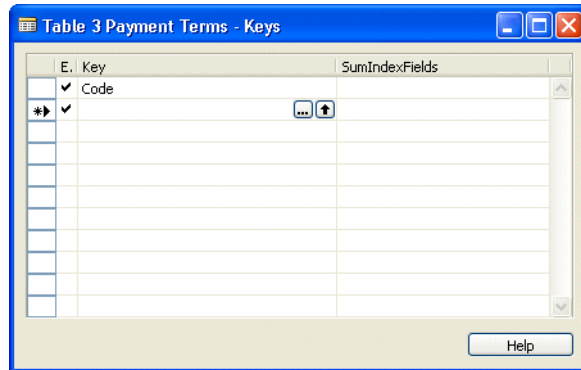 Table 3 Payment Terms - Keys
E. Key SumIndexFields
Code
...
Help